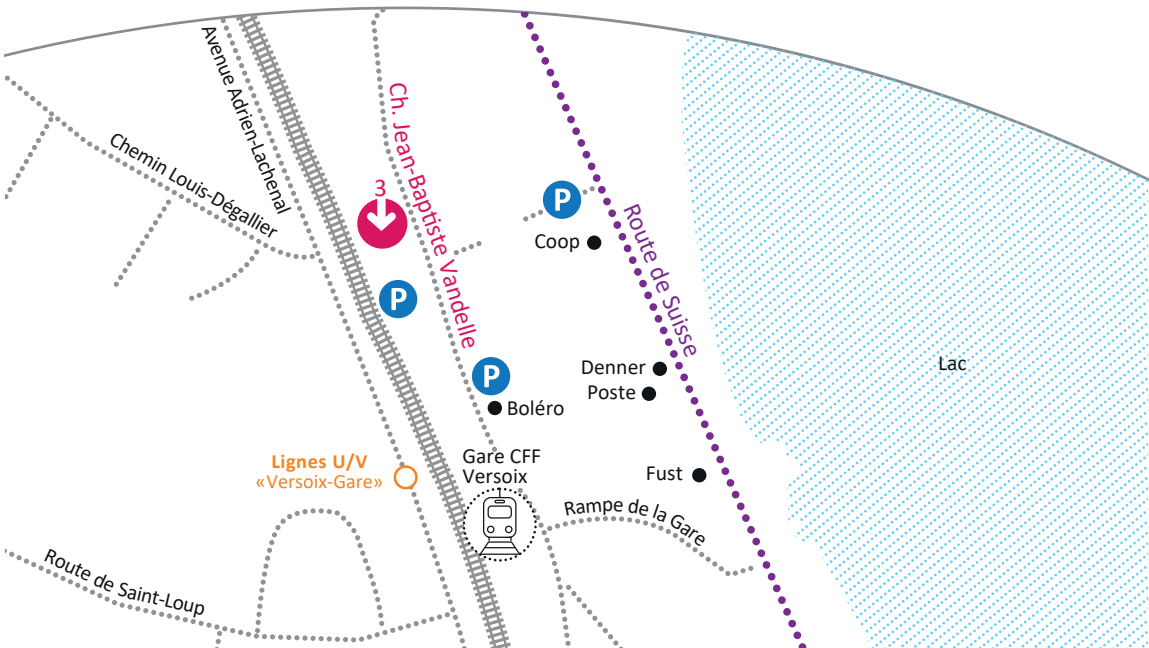 Avenue Adrien-Lachenal
Chemin Louis-Dégallier
Ch. Jean-Baptiste Vandelle
3
P
Coop
Route de Suisse
P
Lac
P
Denner
Poste
Boléro
Lignes U/V
«Versoix-Gare»
Gare CFF
Versoix
Fust
Rampe de la Gare
Route de Saint-Loup